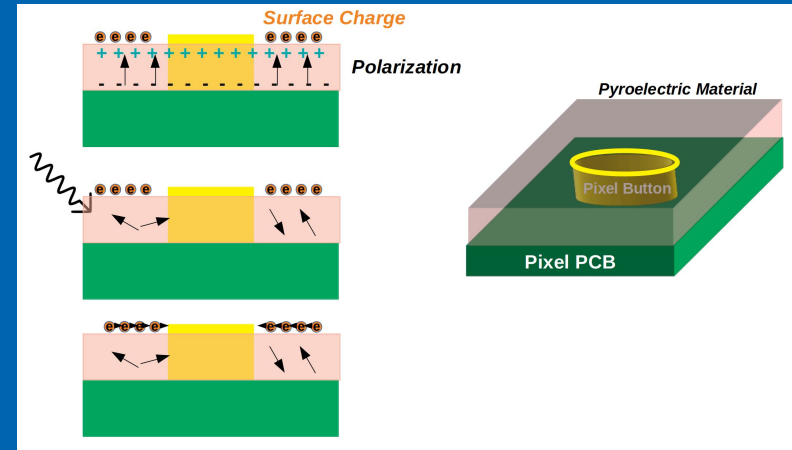 Surface Charge
e e e e e e e e
+ + + + + + + + + + + + + +
Polarization
- - - - - - - - - - - - - -
Pyroelectric Material
e e e e e e e e
Pixel Button
Pixel PCB
e e e e e e e e